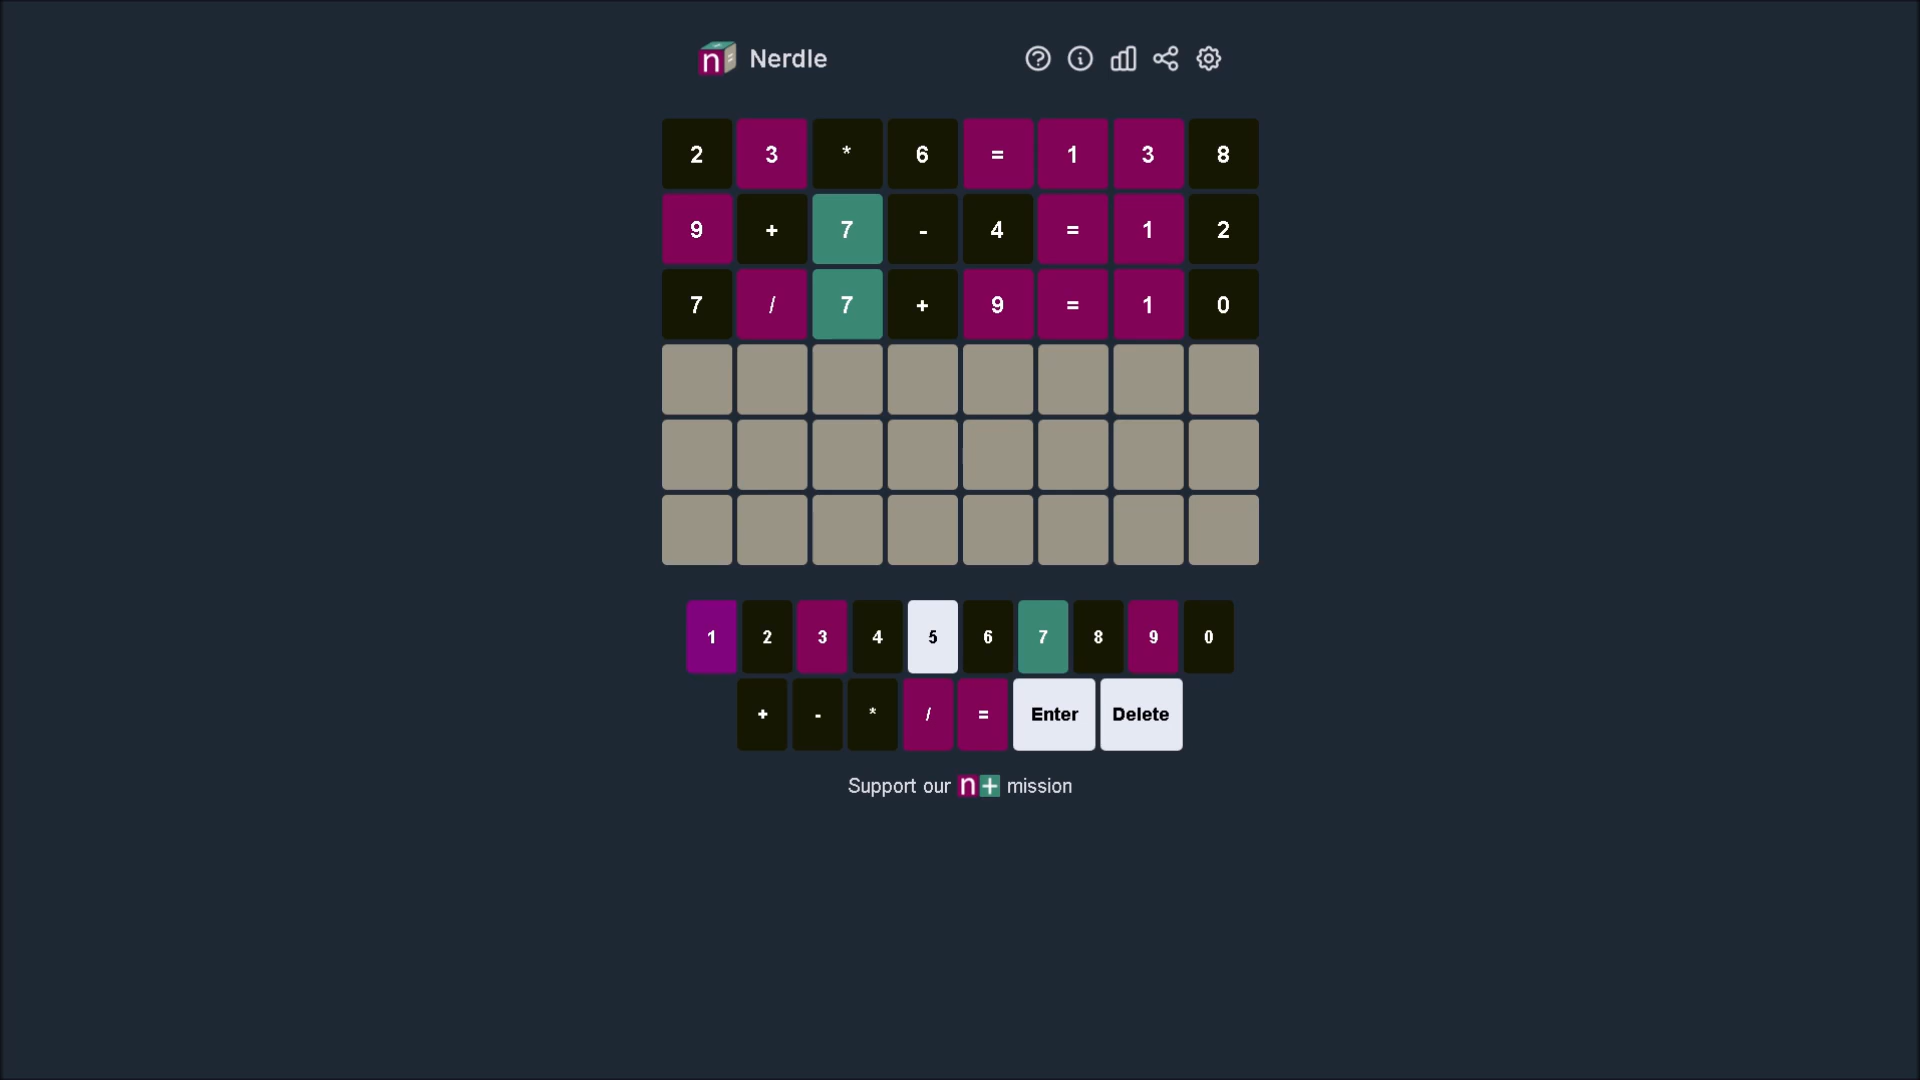 n Nerdle
2 3 * 6 = 1 3 8
9 + 7 - 4 = 1 2
7 / 7 + 9 = 1 0
1 2 3 4 5 6 7 8 9 0
+ - * / = Enter Delete
Support our n+ mission